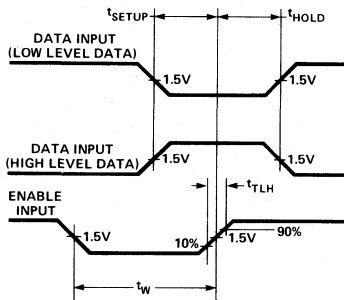 tSETUP
tHOLD
DATA INPUT
(LOW LEVEL DATA)
1.5V
1.5V
DATA INPUT
(HIGH LEVEL DATA)
1.5V
1.5V
tTLH
ENABLE
INPUT
1.5V
10%
1.5V
90%
tW